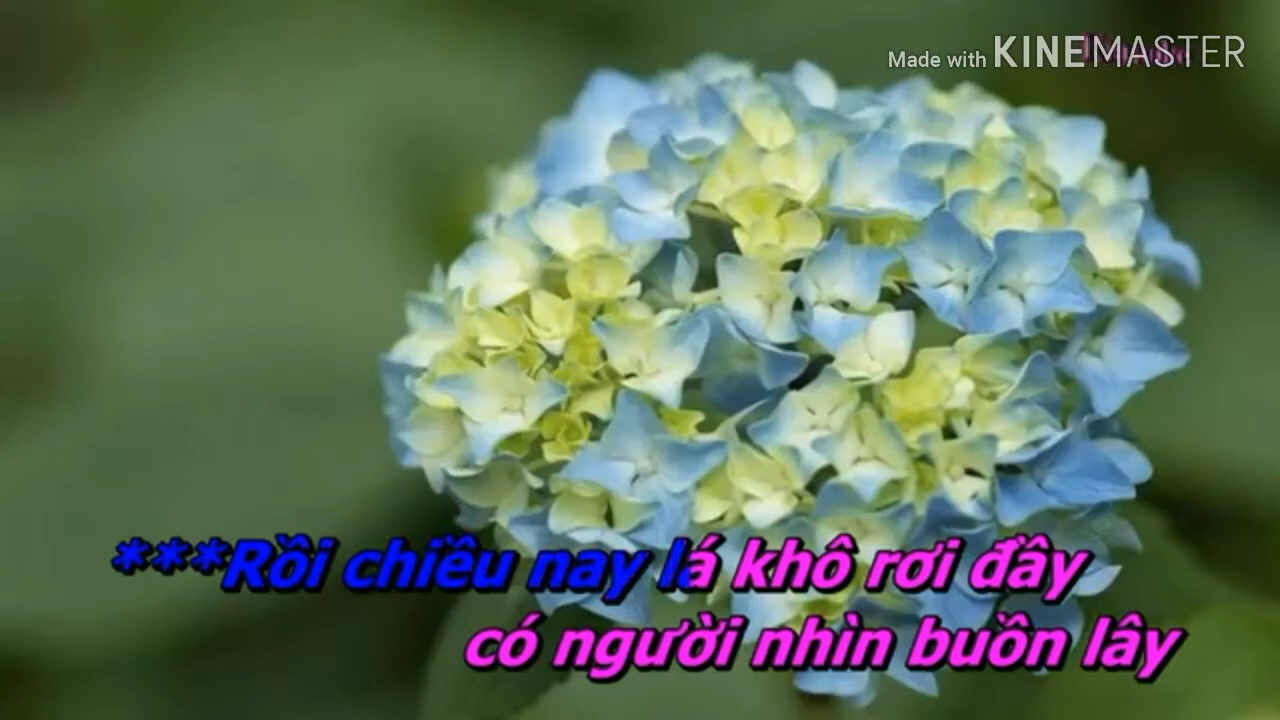 Made with KINEMASTER
***Rồi chiều nay lá khô rơi đầy
có người nhìn buồn lây